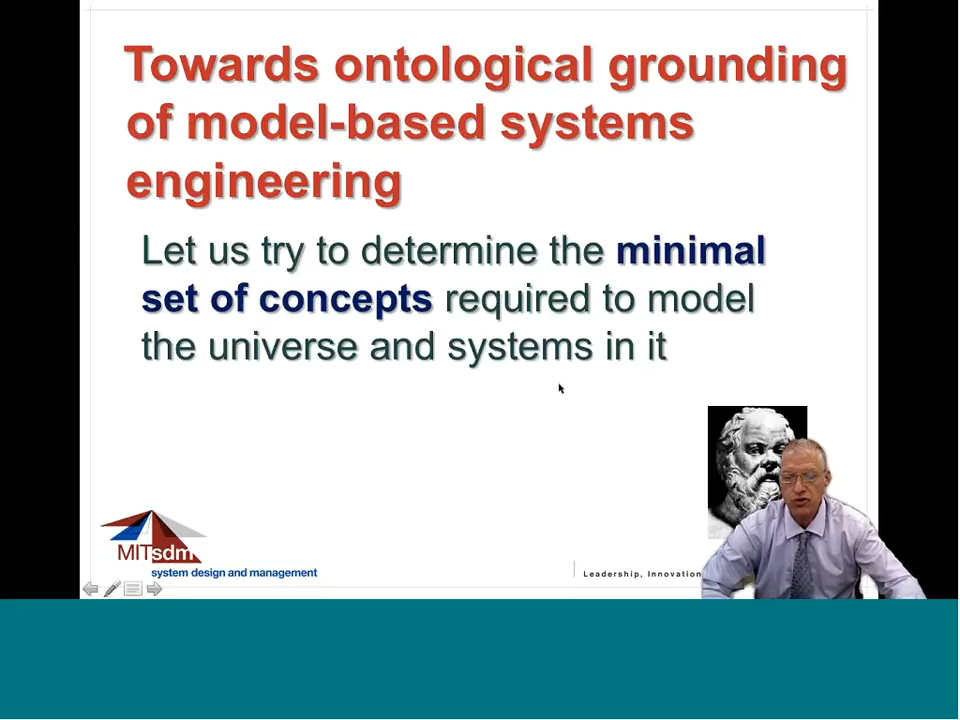 Towards ontological grounding
of model-based systems
engineering
Let us try to determine the minimal
set of concepts required to model
the universe and systems in it
MITsdm
system design and management
Leadership, Innovation